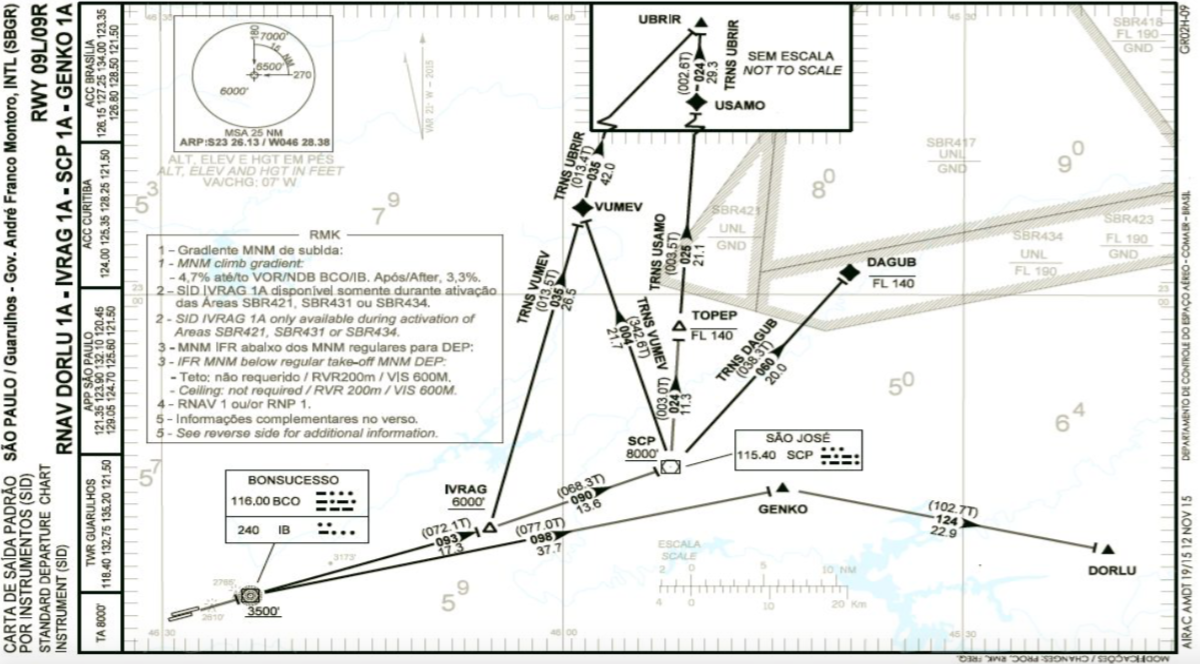 CARTA DE SAÍDA PADRÃO
POR INSTRUMENTOS (SID)
STANDARD DEPARTURE CHART
INSTRUMENT (SID)
SÃO PAULO / Guarulhos - Gov. André Franco Montoro, INTL (SBGR)
RWY 09L/09R
RNAV DORLU 1A - IVRAG 1A - SCP 1A - GENKO 1A
TA 8000'
TWR GUARULHOS
118.40 132.75 135.20 121.50
APP SÃO PAULO
121.35 123.90 132.10 120.45
129.05 124.70 125.60 121.50
ACC CURITIBA
124.00 125.35 128.25 121.50
ACC BRASÍLIA
126.15 127.25 134.00 123.35
126.80 128.50 121.50
180
7000'
15 NM
6500'
270
6000'
MSA 25 NM
ARP:S23 26.13 / W046 28.38
ALT, ELEV E HGT EM PÉS
ALT, ELEV AND HGT IN FEET
VA/CHG; 07' W
VAR 21° W - 2015
RMK
1 - Gradiente MNM de subida:
1 - MNM climb gradient:
- 4,7% até/to VOR/NDB BCO/IB. Após/After, 3,3%.
2 - SID IVRAG 1A disponível somente durante ativação
das Áreas SBR421, SBR431 ou SBR434.
2 - SID IVRAG 1A only available during activation of
Areas SBR421, SBR431 or SBR434.
3 - MNM IFR abaixo dos MNM regulares para DEP:
3 - IFR MNM below regular take-off MNM DEP:
- Teto; não requerido / RVR200m / VIS 600M.
- Ceiling: not required / RVR 200m / VIS 600M.
4 - RNAV 1 ou/or RNP 1.
5 - Informações complementares no verso.
5 - See reverse side for additional information.
UBRIR
SEM ESCALA
NOT TO SCALE
(002.6T)
024
29.3
TRNS UBRIR
USAMO
TRNS UBRIR
(013.4T)
035
42.0
VUMEV
TRNS VUMEV
(013.5T)
035
26.5
TRNS VUMEV
(342.6T)
004
21.7
TRNS USAMO
(003.5T)
025
21.1
TOPEP
FL 140
(003.0T)
024
11.3
TRNS DAGUB
(038.3T)
060
20.0
DAGUB
FL 140
SBR418
FL 190
GND
SBR417
UNL
GND
SBR421
UNL
GND
SBR434
UNL
FL 190
SBR423
FL 190
GND
SCP
8000'
SÃO JOSÉ
115.40 SCP
BONSUCESSO
116.00 BCO
240 IB
IVRAG
6000'
(072.1T)
093
17.3
(068.3T)
090
13.6
(077.0T)
098
37.7
GENKO
(102.7T)
124
22.9
DORLU
3500'
3173'
ESCALA
SCALE
2 0 5 10 NM
4 0 10 20 Km
5 3
7 9
8 0
9 0
5 0
6 4
5 7
5 9
46 30
46 00
45 30
23
00
46 30
46 00
45 30
GR02H-09
DEPARTAMENTO DE CONTROLE DO ESPAÇO AÉREO - COMAER - BRASIL
AIRAC AMDT 19/15 12 NOV 15
MODIFICAÇÕES / CHANGES: PROC, RMK, FREQ.